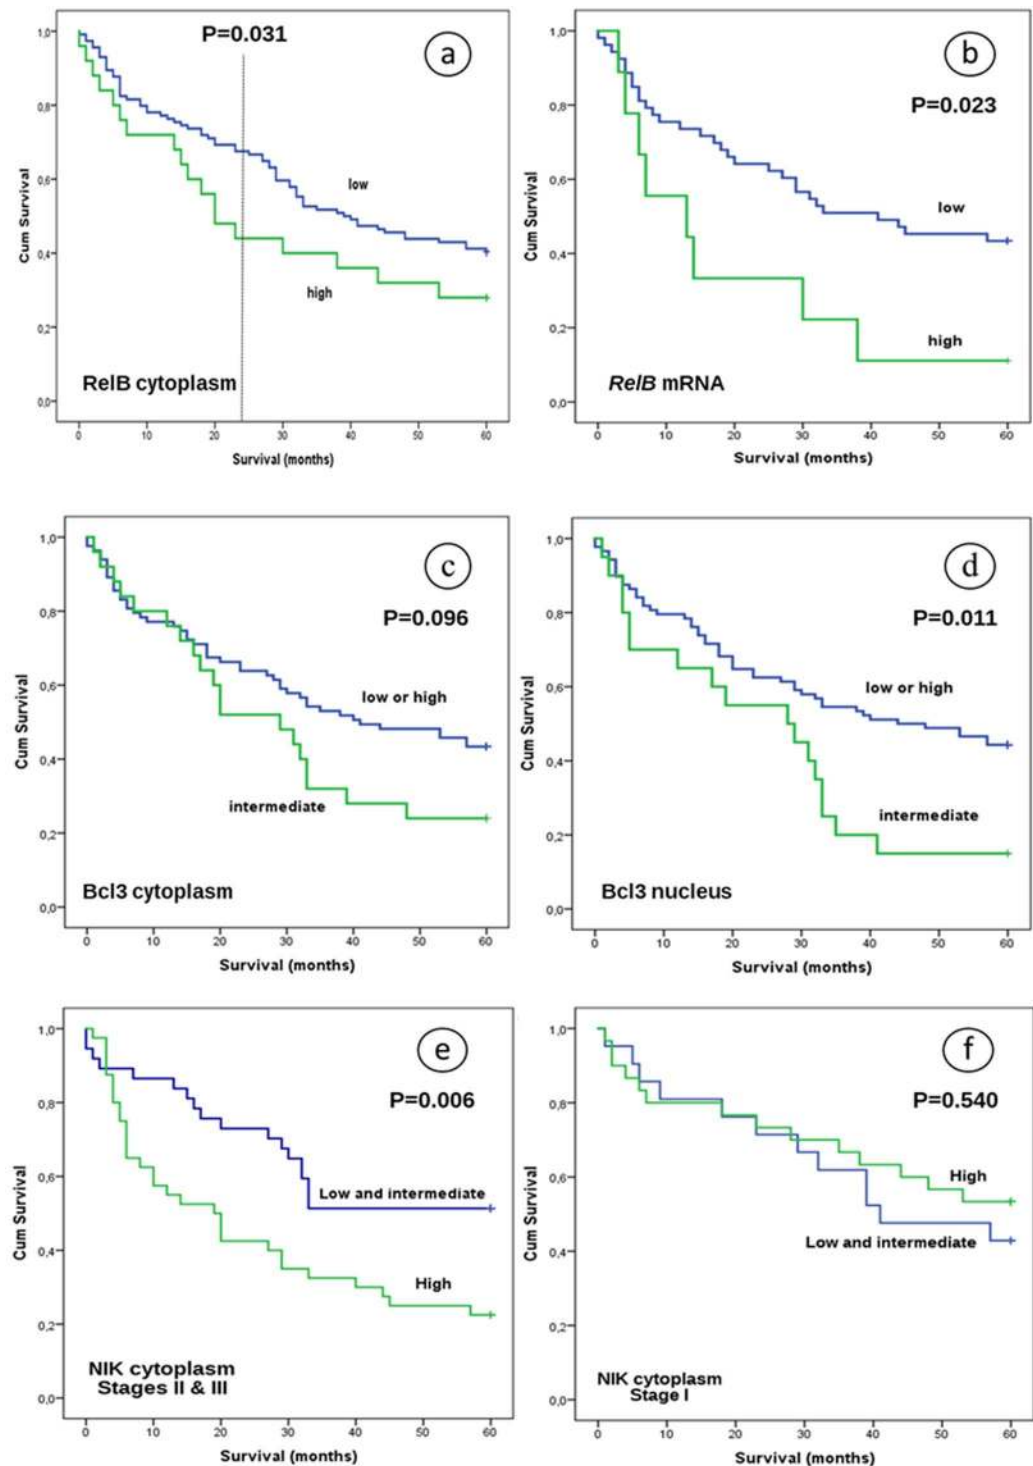 P=0.031
a
1,0
0,8
0,6
0,4
0,2
0,0
Cum Survival
low
high
RelB cytoplasm
0 10 20 30 40 50 60
Survival (months)
b
P=0.023
1,0
0,8
0,6
0,4
0,2
0,0
Cum Survival
low
high
RelB mRNA
0 10 20 30 40 50 60
Survival (months)
c
P=0.096
1,0
0,8
0,6
0,4
0,2
0,0
Cum Survival
low or high
intermediate
Bcl3 cytoplasm
0 10 20 30 40 50 60
Survival (months)
d
P=0.011
1,0
0,8
0,6
0,4
0,2
0,0
Cum Survival
low or high
intermediate
Bcl3 nucleus
0 10 20 30 40 50 60
Survival (months)
e
P=0.006
1,0
0,8
0,6
0,4
0,2
0,0
Cum Survival
Low and intermediate
High
NIK cytoplasm
Stages II & III
0 10 20 30 40 50 60
Survival (months)
f
P=0.540
1,0
0,8
0,6
0,4
0,2
0,0
Cum Survival
High
Low and intermediate
NIK cytoplasm
Stage I
0 10 20 30 40 50 60
Survival (months)